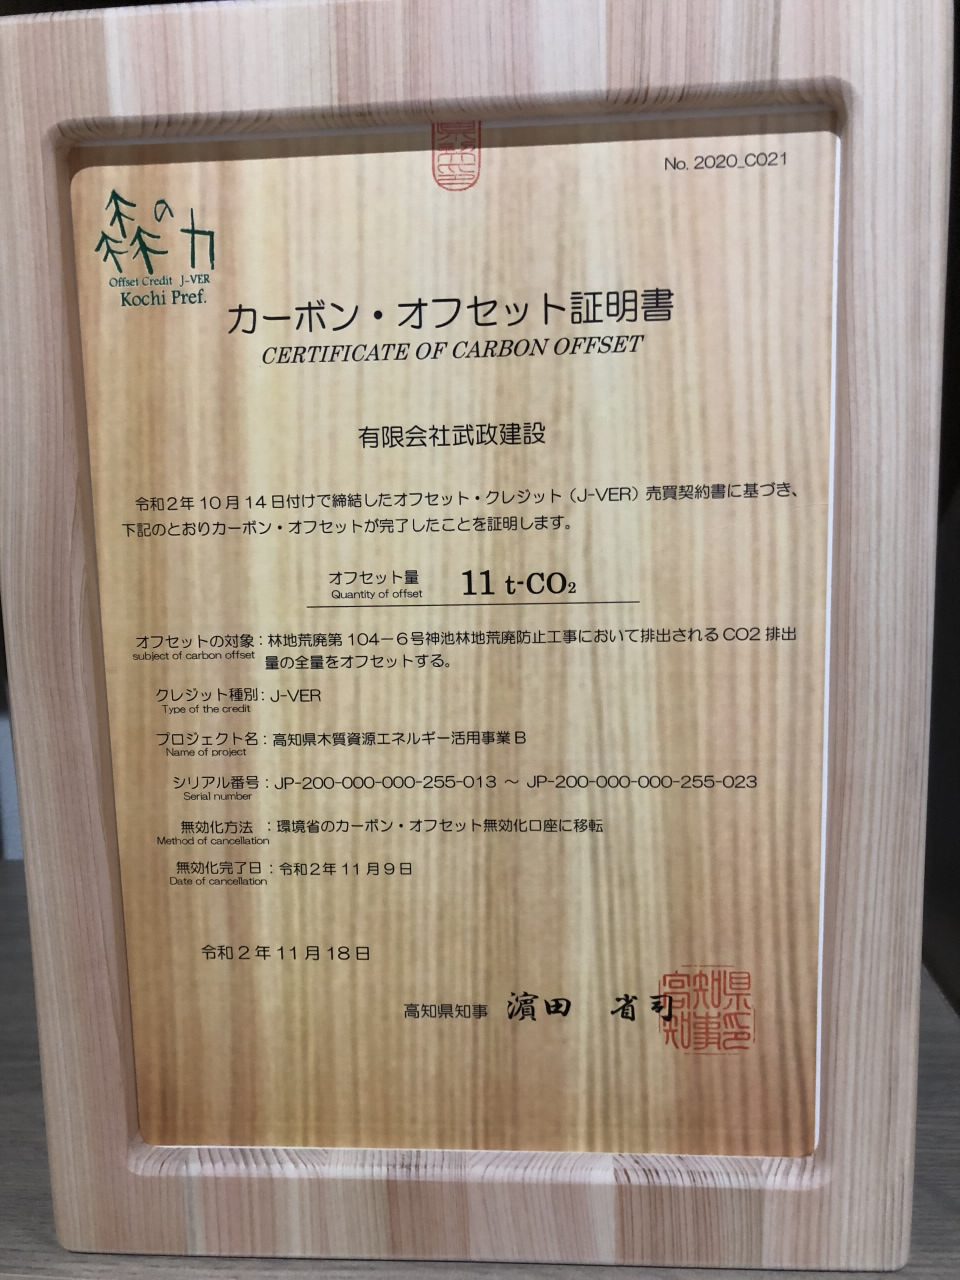 No. 2020_C021
森の力
Offset Credit J-VER
Kochi Pref.
カーボン・オフセット証明書
CERTIFICATE OF CARBON OFFSET
有限会社武政建設
令和2年10月14日付けで締結したオフセット・クレジット（J-VER）売買契約書に基づき、
下記のとおりカーボン・オフセットが完了したことを証明します。
オフセット量 11 t-CO₂
Quantity of offset
オフセットの対象：林地荒廃第104－6号神池林地荒廃防止工事において排出されるCO2排出
subject of carbon offset 量の全量をオフセットする。
クレジット種別：J-VER
Type of the credit
プロジェクト名：高知県木質資源エネルギー活用事業B
Name of project
シリアル番号：JP-200-000-000-255-013 ～ JP-200-000-000-255-023
Serial number
無効化方法：環境省のカーボン・オフセット無効化口座に移転
Method of cancellation
無効化完了日：令和2年11月9日
Date of cancellation
令和2年11月18日
高知県知事 濵田 省司
高知県知事印